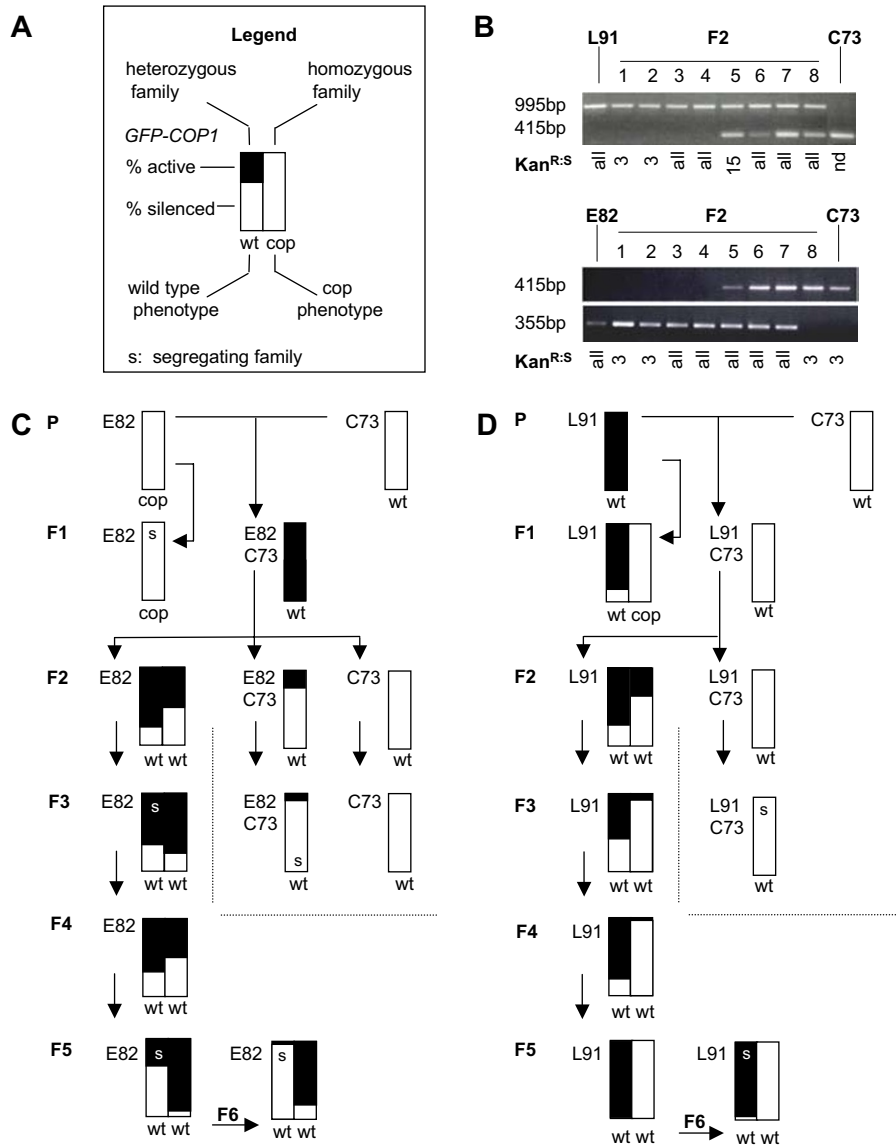 A
Legend
heterozygous family
homozygous family
GFP-COP1
% active
% silenced
wt cop
wild type phenotype
cop phenotype
s: segregating family
B
L91 F2 C73
1 2 3 4 5 6 7 8
995bp
415bp
KanR:S all 3 3 all all 15 all all all nd
E82 F2 C73
1 2 3 4 5 6 7 8
415bp
355bp
KanR:S all 3 3 all all all all all 3 3
C
P E82 C73
cop wt
F1 E82 s E82 C73
cop wt
F2 E82 E82 C73 C73
wt wt wt wt
F3 E82 s E82 C73 s C73
wt wt wt wt
F4 E82
wt wt
F5 E82 s E82 s
F6
wt wt wt wt
D
P L91 C73
wt wt
F1 L91 L91 C73
wt cop wt
F2 L91 L91 C73
wt wt wt
F3 L91 L91 C73 s
wt wt wt
F4 L91
wt wt
F5 L91 L91 s
F6
wt wt wt wt